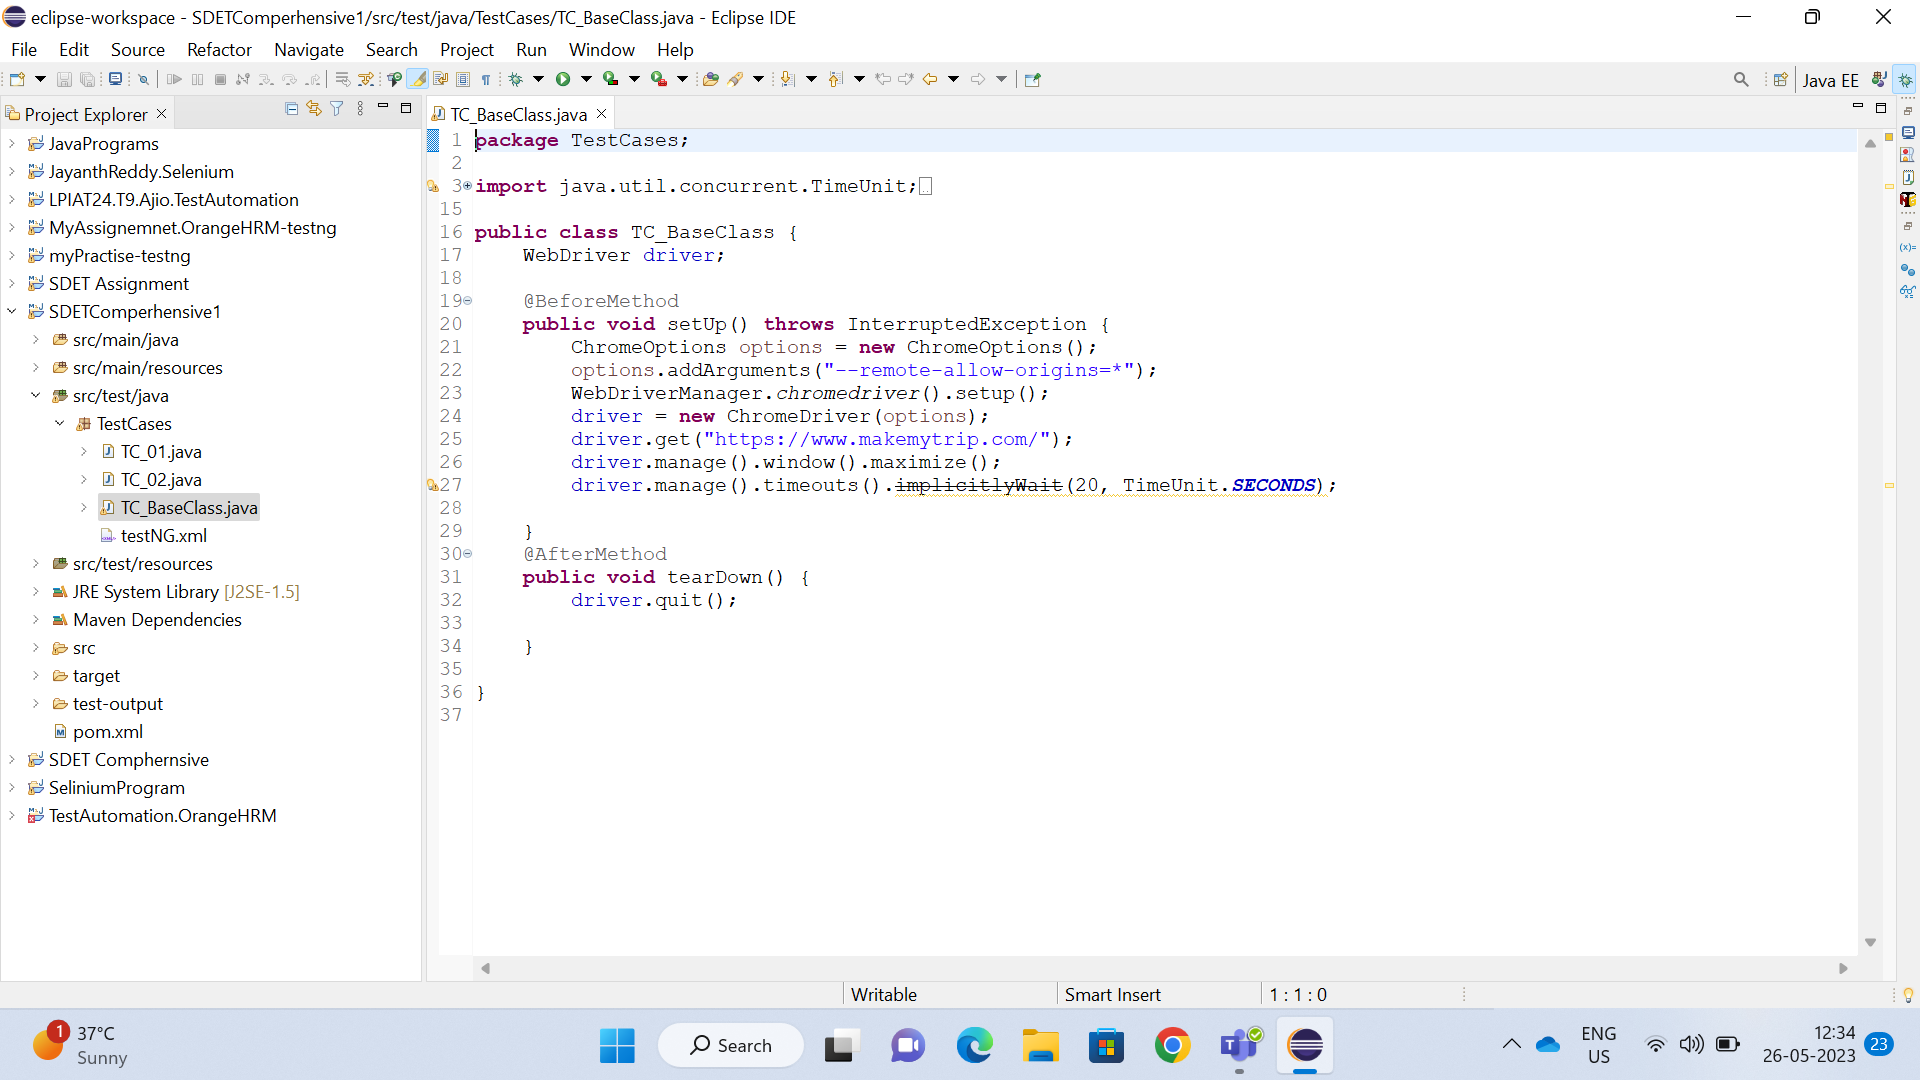 eclipse-workspace - SDETComperhensive1/src/test/java/TestCases/TC_BaseClass.java - Eclipse IDE
File Edit Source Refactor Navigate Search Project Run Window Help
Java EE
Project Explorer
TC_BaseClass.java
JavaPrograms
JayanthReddy.Selenium
LPIAT24.T9.Ajio.TestAutomation
MyAssignemnet.OrangeHRM-testng
myPractise-testng
SDET Assignment
SDETComperhensive1
src/main/java
src/main/resources
src/test/java
TestCases
TC_01.java
TC_02.java
TC_BaseClass.java
testNG.xml
src/test/resources
JRE System Library [J2SE-1.5]
Maven Dependencies
src
target
test-output
pom.xml
SDET Comphernsive
SeliniumProgram
TestAutomation.OrangeHRM
1 package TestCases;
2
3 import java.util.concurrent.TimeUnit;
15
16 public class TC_BaseClass {
17 WebDriver driver;
18
19 @BeforeMethod
20 public void setUp() throws InterruptedException {
21 ChromeOptions options = new ChromeOptions();
22 options.addArguments("--remote-allow-origins=*");
23 WebDriverManager.chromedriver().setup();
24 driver = new ChromeDriver(options);
25 driver.get("https://www.makemytrip.com/");
26 driver.manage().window().maximize();
27 driver.manage().timeouts().implicitlyWait(20, TimeUnit.SECONDS);
28
29 }
30 @AfterMethod
31 public void tearDown() {
32 driver.quit();
33
34 }
35
36 }
37
Writable
Smart Insert
1 : 1 : 0
1
37°C
Sunny
Search
ENG
US
12:34
26-05-2023
23